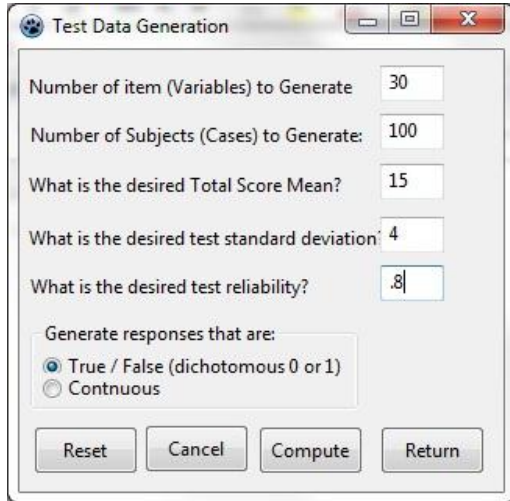 Test Data Generation
Number of item (Variables) to Generate 30
Number of Subjects (Cases) to Generate: 100
What is the desired Total Score Mean? 15
What is the desired test standard deviation? 4
What is the desired test reliability? .8
Generate responses that are:
True / False (dichotomous 0 or 1)
Contnuous
Reset Cancel Compute Return